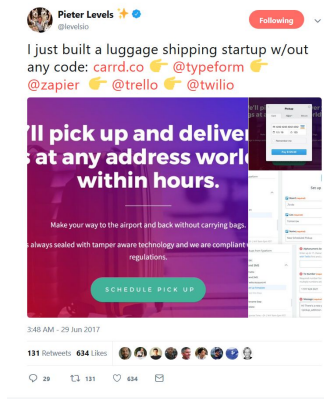 Pieter Levels
@levelsio
Following
I just built a luggage shipping startup w/out
any code: carrd.co 👉 @typeform 👉
@zapier 👉 @trello 👉 @twilio
'll pick up and deliver
s at any address worl
within hours.
Make your way to the airport and back without carrying bags.
always sealed with tamper aware technology and we are compliant
regulations.
SCHEDULE PICK UP
Pickup
3:48 AM - 29 Jun 2017
131 Retweets 634 Likes
29 131 634